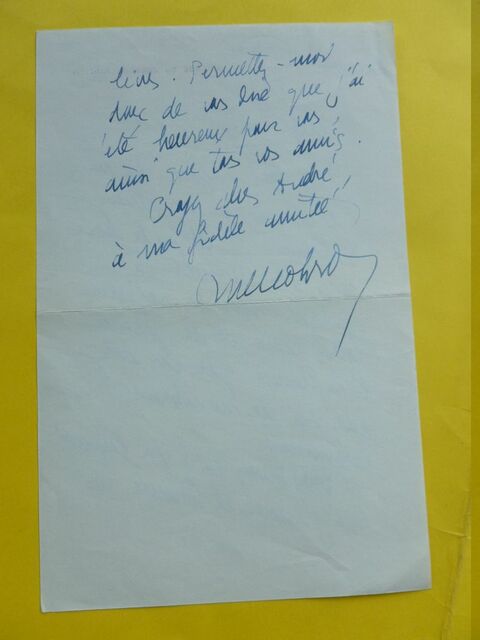 livres. Permettez-moi
donc de vous dire que j'ai
été heureux pour vous,
ainsi que tous vos amis.
Croyez cher André,
à ma fidèle amitié